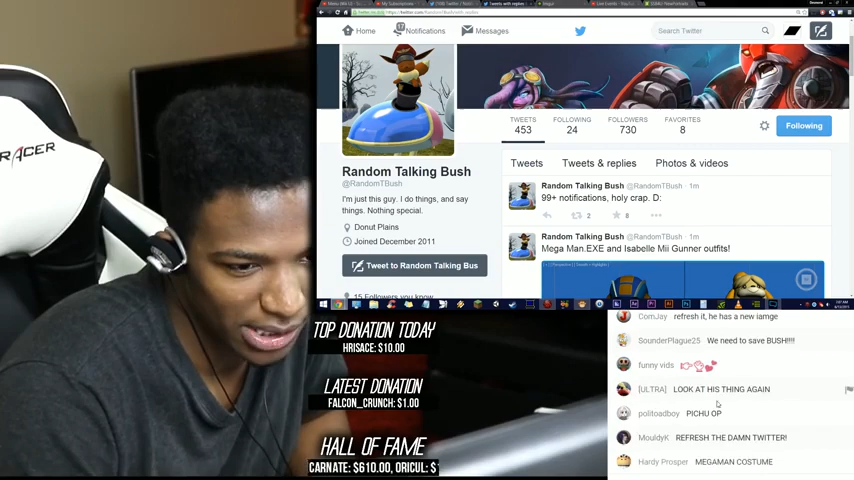 Home
17
Notifications
Messages
Search Twitter
TWEETS
453
FOLLOWING
24
FOLLOWERS
730
FAVORITES
8
Following
Random Talking Bush
@RandomTBush
I'm just this guy. I do things, and say
things. Nothing special.
Donut Plains
Joined December 2011
Tweet to Random Talking Bus
15 Followers you know
Tweets
Tweets & replies
Photos & videos
Random Talking Bush @RandomTBush · 1m
99+ notifications, holy crap. D:
2
8
Random Talking Bush @RandomTBush · 1m
Mega Man.EXE and Isabelle Mii Gunner outfits!
RACER
TOP DONATION TODAY
HRISACE: $10.00
LATEST DONATION
FALCON_CRUNCH: $1.00
HALL OF FAME
CARNATE: $610.00, ORICUL: $
ComJay refresh it, he has a new iamge
SounderPlague25 We need to save BUSH!!!!
funny vids
[ULTRA] LOOK AT HIS THING AGAIN
politoadboy PICHU OP
MouldyK REFRESH THE DAMN TWITTER!
Hardy Prosper MEGAMAN COSTUME